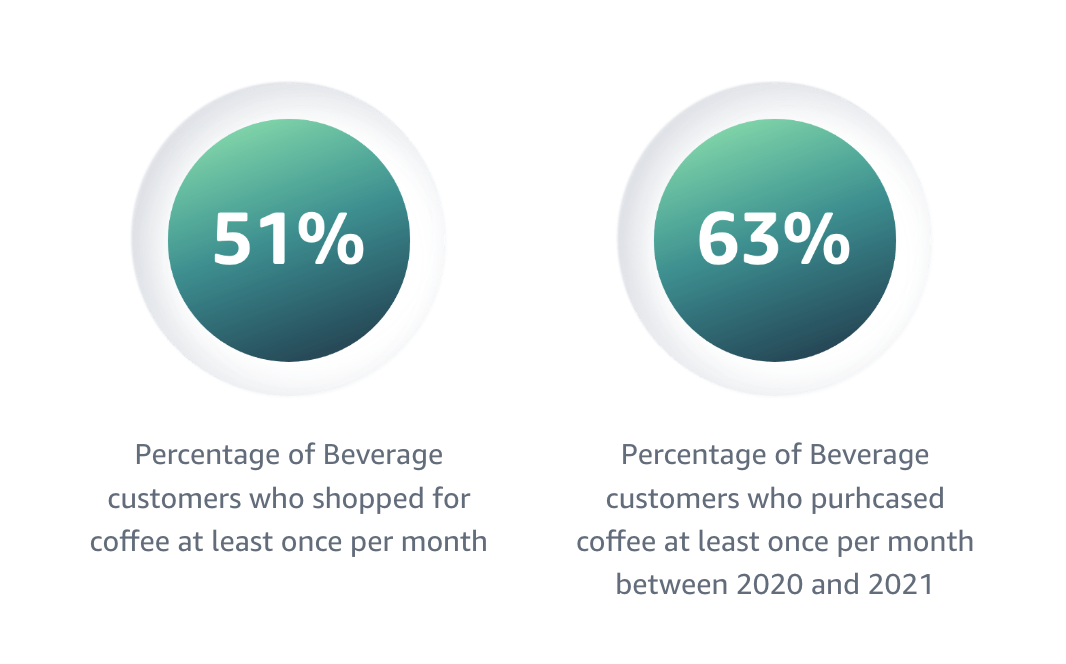 51%
Percentage of Beverage
customers who shopped for
coffee at least once per month
63%
Percentage of Beverage
customers who purhcased
coffee at least once per month
between 2020 and 2021